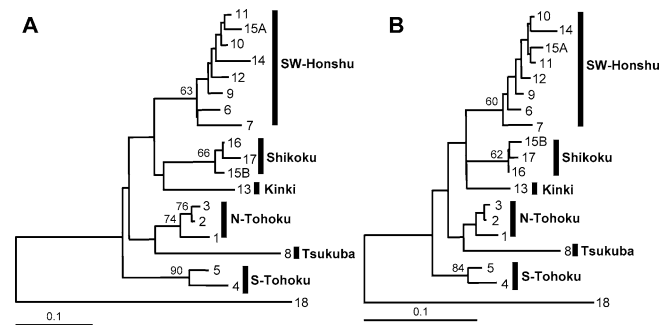 A
11
15A
10
14
12
9
6
7
63
SW-Honshu
16
17
15B
66
Shikoku
13
Kinki
76
3
2
74
1
N-Tohoku
8
Tsukuba
90
5
4
S-Tohoku
18
0.1
B
10
14
15A
11
12
9
6
7
60
SW-Honshu
15B
17
16
62
Shikoku
13
Kinki
3
2
1
N-Tohoku
8
Tsukuba
84
5
4
S-Tohoku
18
0.1